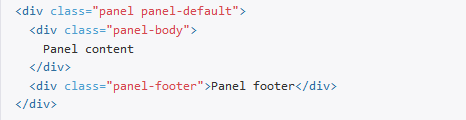 <div class="panel panel-default">
  <div class="panel-body">
    Panel content
  </div>
  <div class="panel-footer">Panel footer</div>
</div>